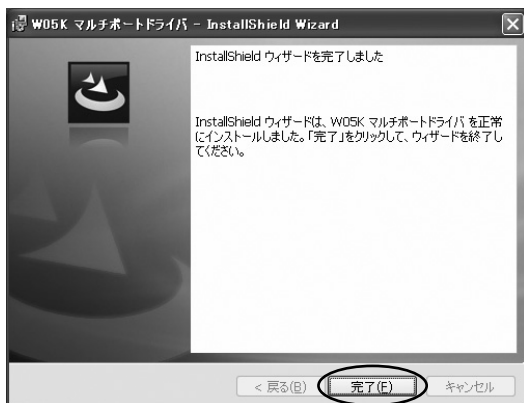 W05K マルチポートドライバ - InstallShield Wizard
InstallShield ウィザードを完了しました
InstallShield ウィザードは、W05K マルチポートドライバ を正常
にインストールしました。「完了」をクリックして、ウィザードを終了し
てください。
< 戻る(B) 完了(F) キャンセル